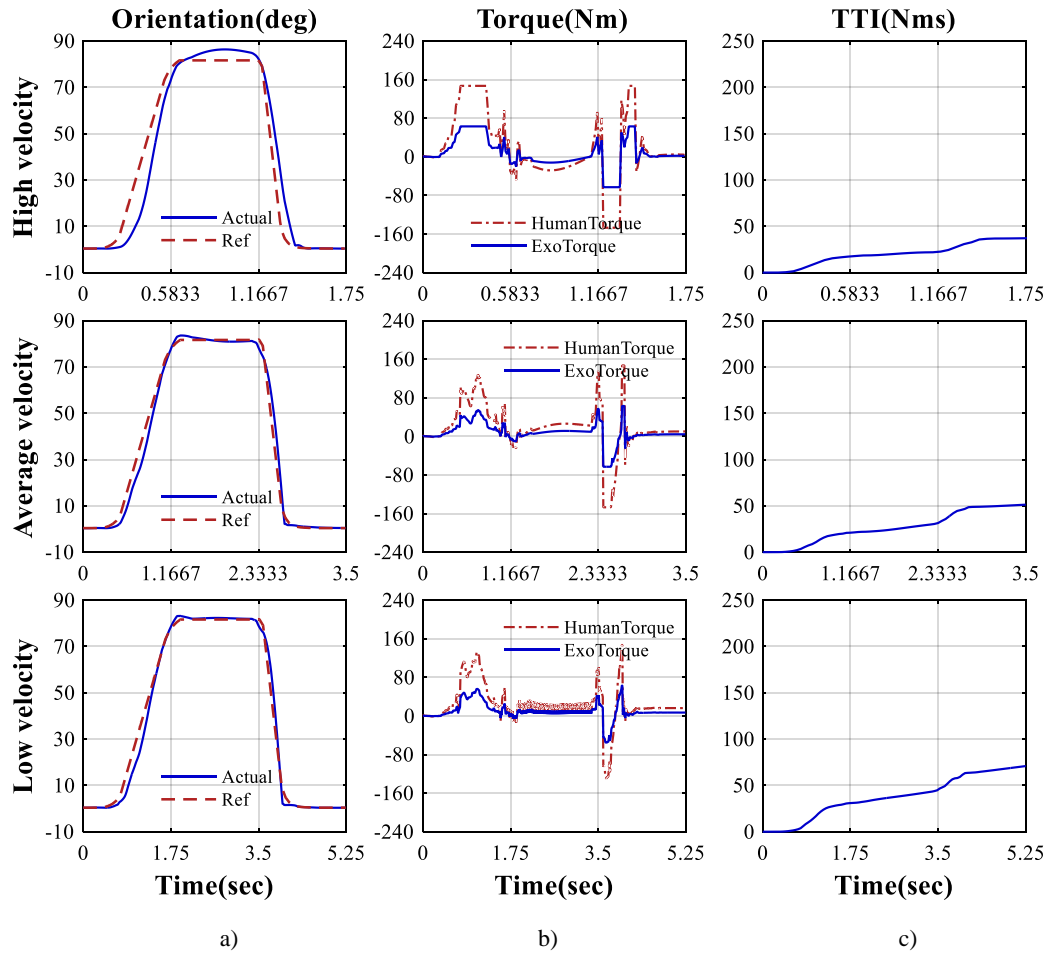 Orientation(deg) Torque(Nm) TTI(Nms)
High velocity
90
70
50
30
10
-10
Actual
Ref
0 0.5833 1.1667 1.75
240
160
80
0
-80
-160
-240
HumanTorque
ExoTorque
0 0.5833 1.1667 1.75
250
200
150
100
50
0
0 0.5833 1.1667 1.75
Average velocity
90
70
50
30
10
-10
Actual
Ref
0 1.1667 2.3333 3.5
240
160
80
0
-80
-160
-240
HumanTorque
ExoTorque
0 1.1667 2.3333 3.5
250
200
150
100
50
0
0 1.1667 2.3333 3.5
Low velocity
90
70
50
30
10
-10
Actual
Ref
0 1.75 3.5 5.25
240
160
80
0
-80
-160
-240
HumanTorque
ExoTorque
0 1.75 3.5 5.25
250
200
150
100
50
0
0 1.75 3.5 5.25
Time(sec) Time(sec) Time(sec)
a) b) c)